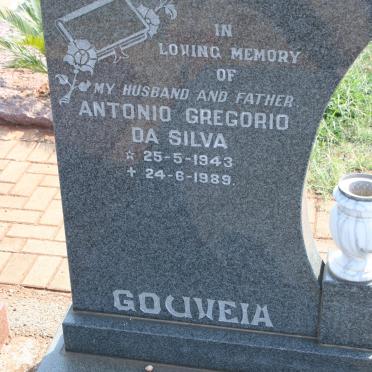 IN
LOVING MEMORY
OF
MY HUSBAND AND FATHER
ANTONIO GREGORIO
DA SILVA
☆ 25-5-1943
✝ 24-6-1989.
GOUVEIA